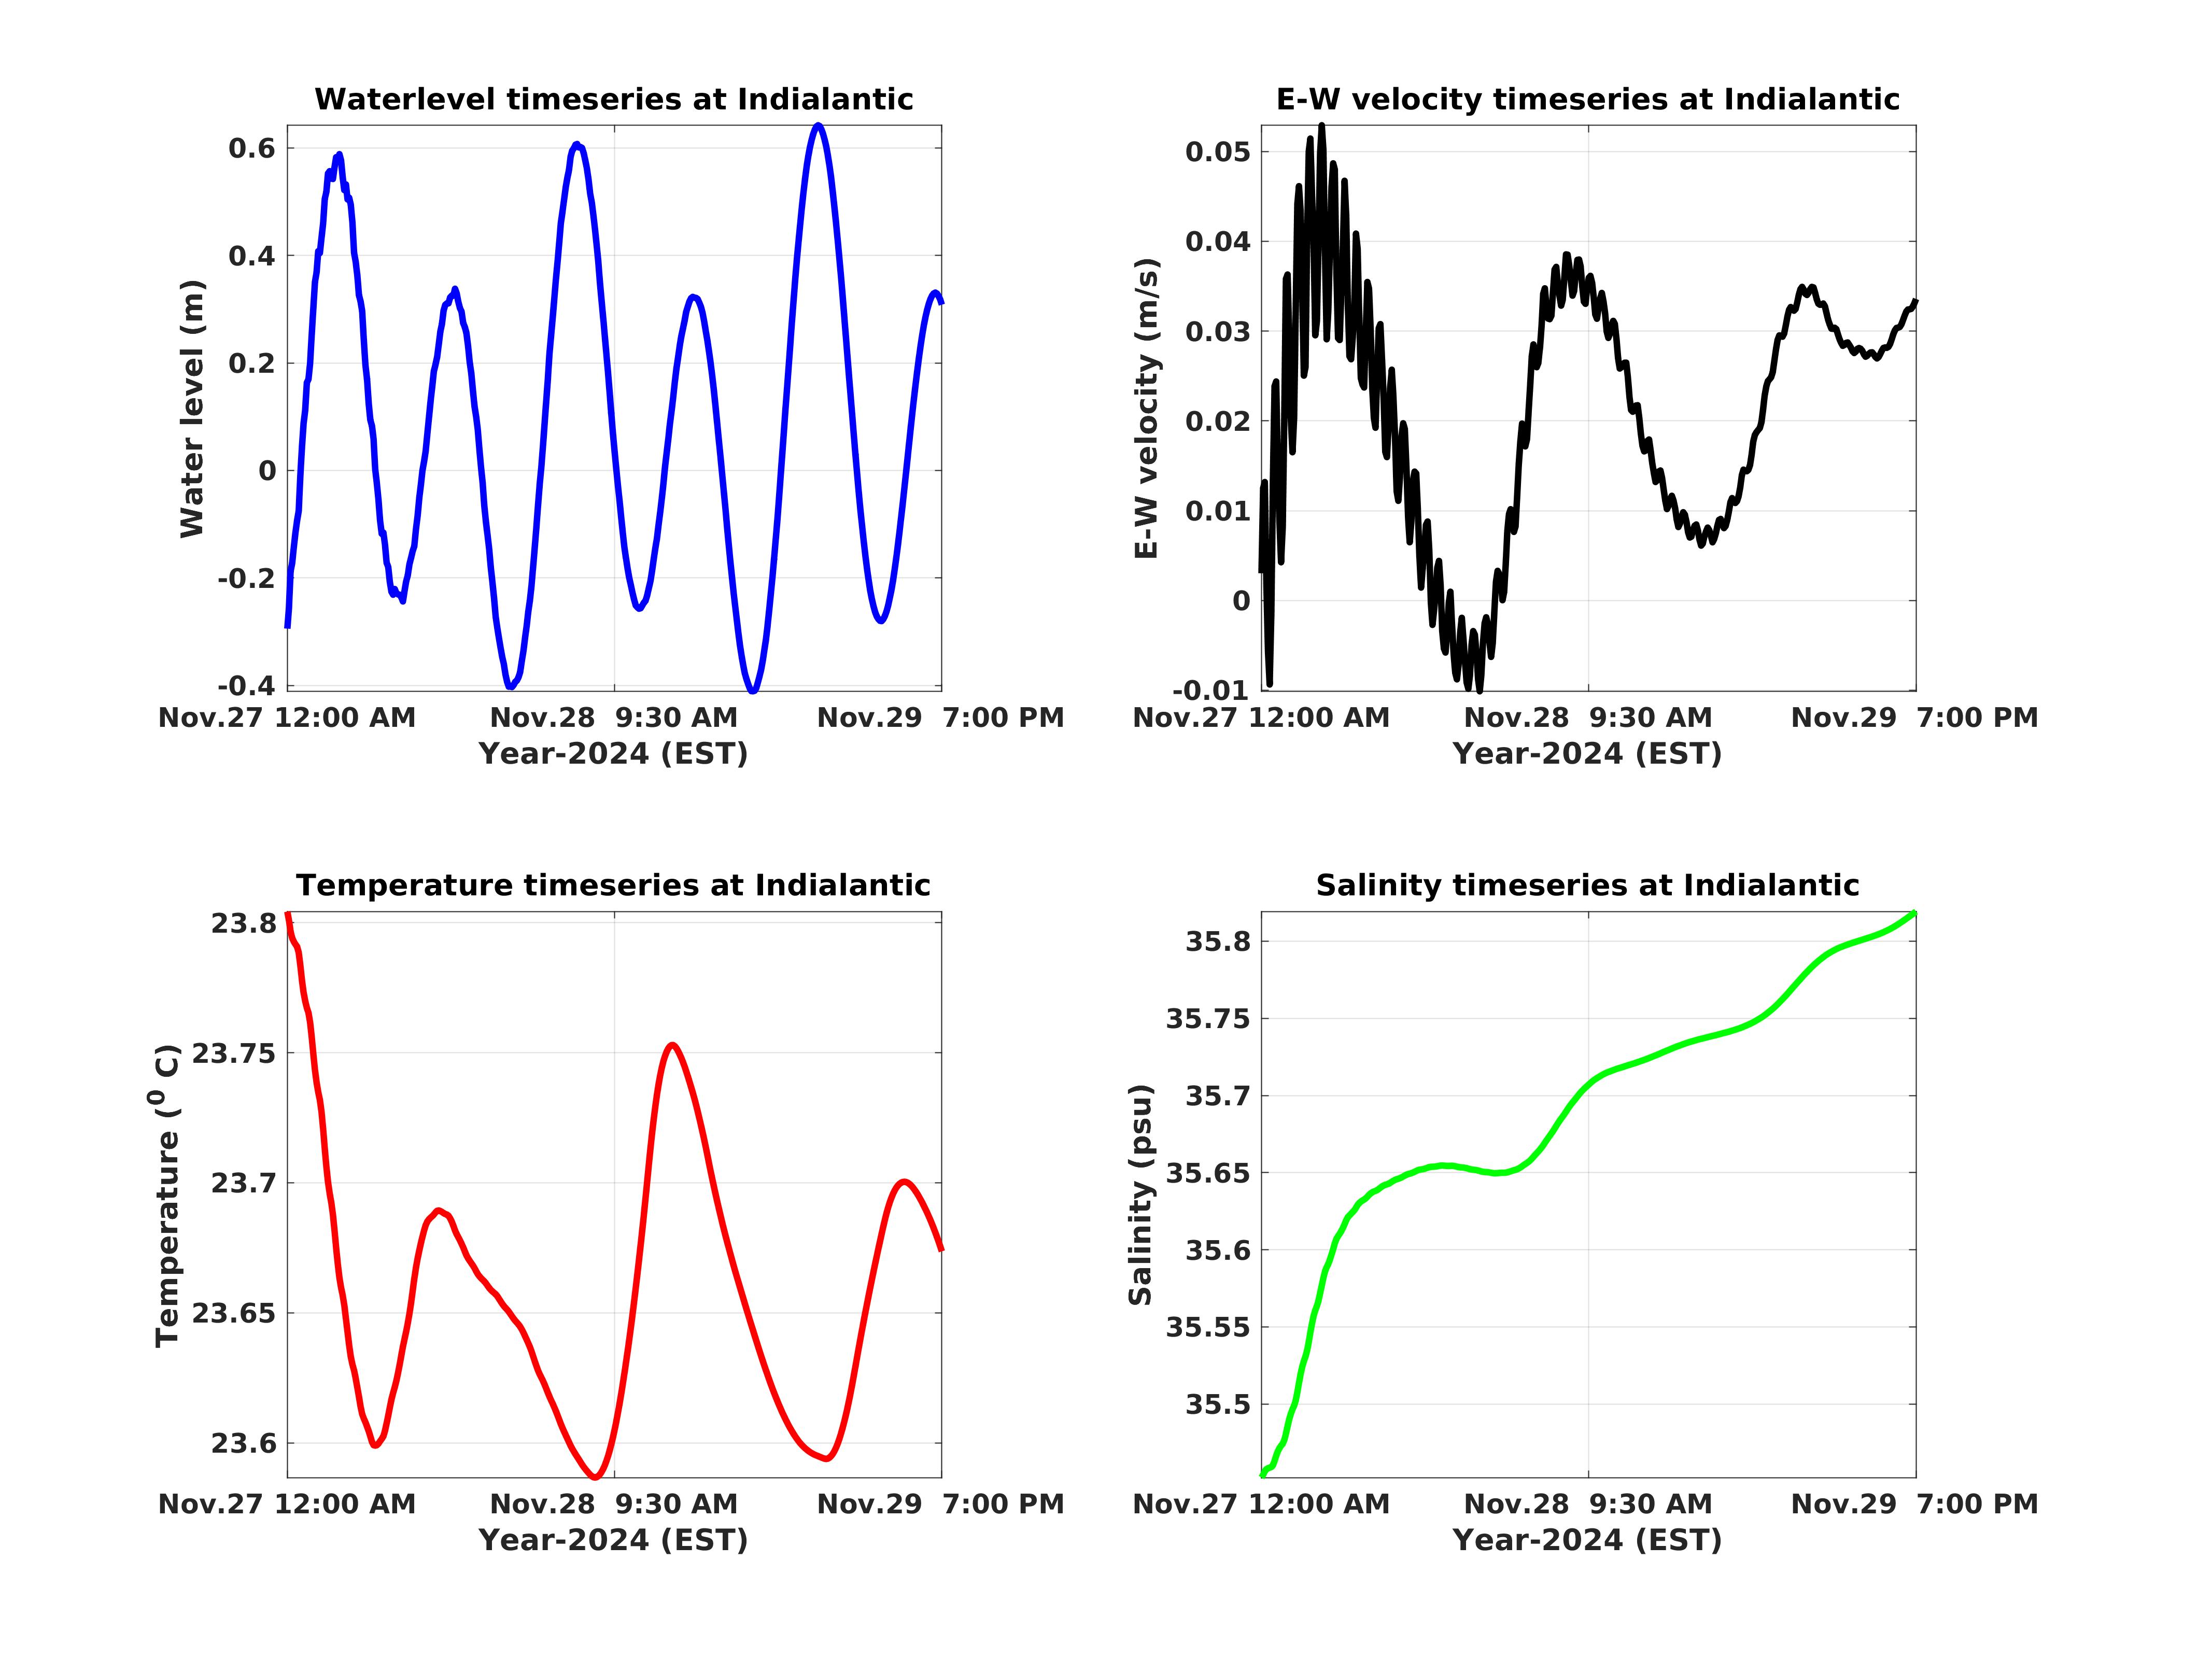 Waterlevel timeseries at Indialantic
0.6
0.4
0.2
0
-0.2
-0.4
Water level (m)
Nov.27 12:00 AM Nov.28 9:30 AM Nov.29 7:00 PM
Year-2024 (EST)
E-W velocity timeseries at Indialantic
0.05
0.04
0.03
0.02
0.01
0
-0.01
E-W velocity (m/s)
Nov.27 12:00 AM Nov.28 9:30 AM Nov.29 7:00 PM
Year-2024 (EST)
Temperature timeseries at Indialantic
23.8
23.75
23.7
23.65
23.6
Temperature (⁰ C)
Nov.27 12:00 AM Nov.28 9:30 AM Nov.29 7:00 PM
Year-2024 (EST)
Salinity timeseries at Indialantic
35.8
35.75
35.7
35.65
35.6
35.55
35.5
Salinity (psu)
Nov.27 12:00 AM Nov.28 9:30 AM Nov.29 7:00 PM
Year-2024 (EST)